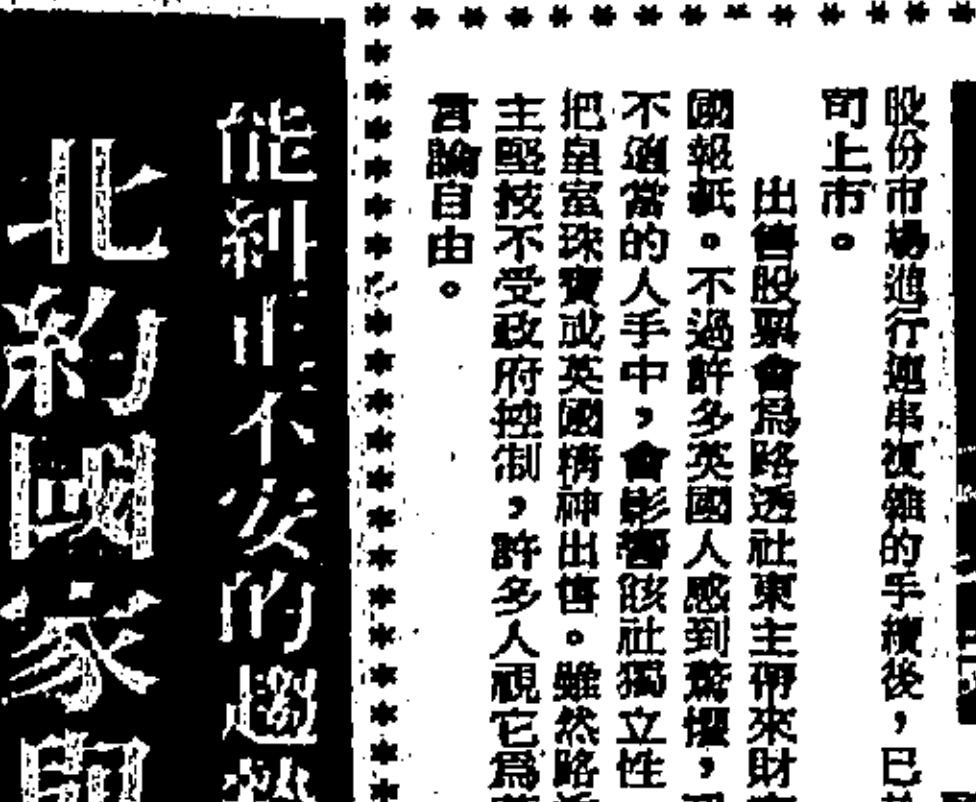 股份市場進行連串復雜的手續後，已
司上市。
出售股票會爲路透社東主帶來財
國報紙。不過許多英國人感到驚懼，
不適當的人手中，會影響該社獨立性
把皇室珠寶或英國精神出售。雖然路
主堅技不受政府控制，許多人視它爲
言論自由。
能糾正不安的趨勢
北約國家